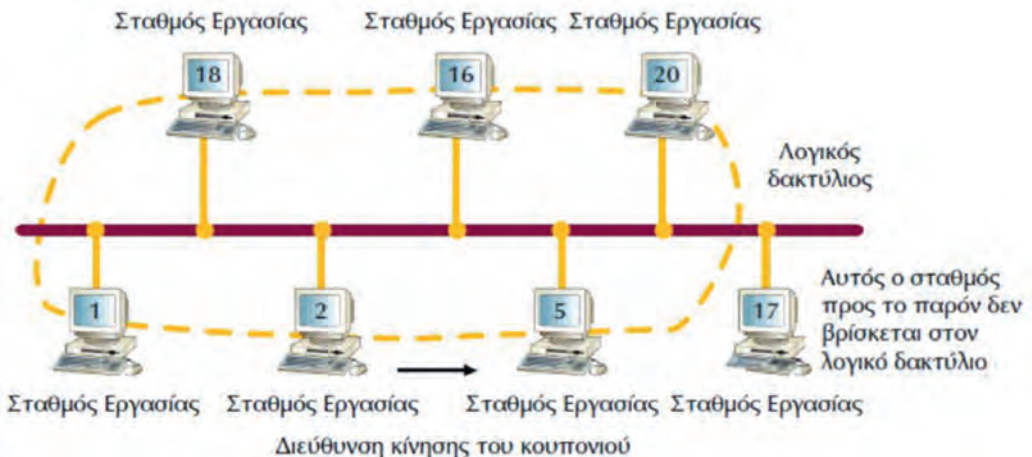 Σταθμός Εργασίας Σταθμός Εργασίας Σταθμός Εργασίας
18 16 20
Λογικός
δακτύλιος
1 2 5 17
Αυτός ο σταθμός
προς το παρόν δεν
βρίσκεται στον
λογικό δακτύλιο
Σταθμός Εργασίας Σταθμός Εργασίας Σταθμός Εργασίας Σταθμός Εργασίας
Διεύθυνση κίνησης του κουπονιού